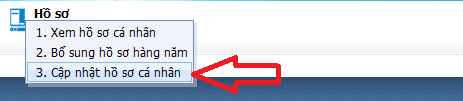 Hồ sơ
1. Xem hồ sơ cá nhân
2. Bổ sung hồ sơ hàng năm
3. Cập nhật hồ sơ cá nhân